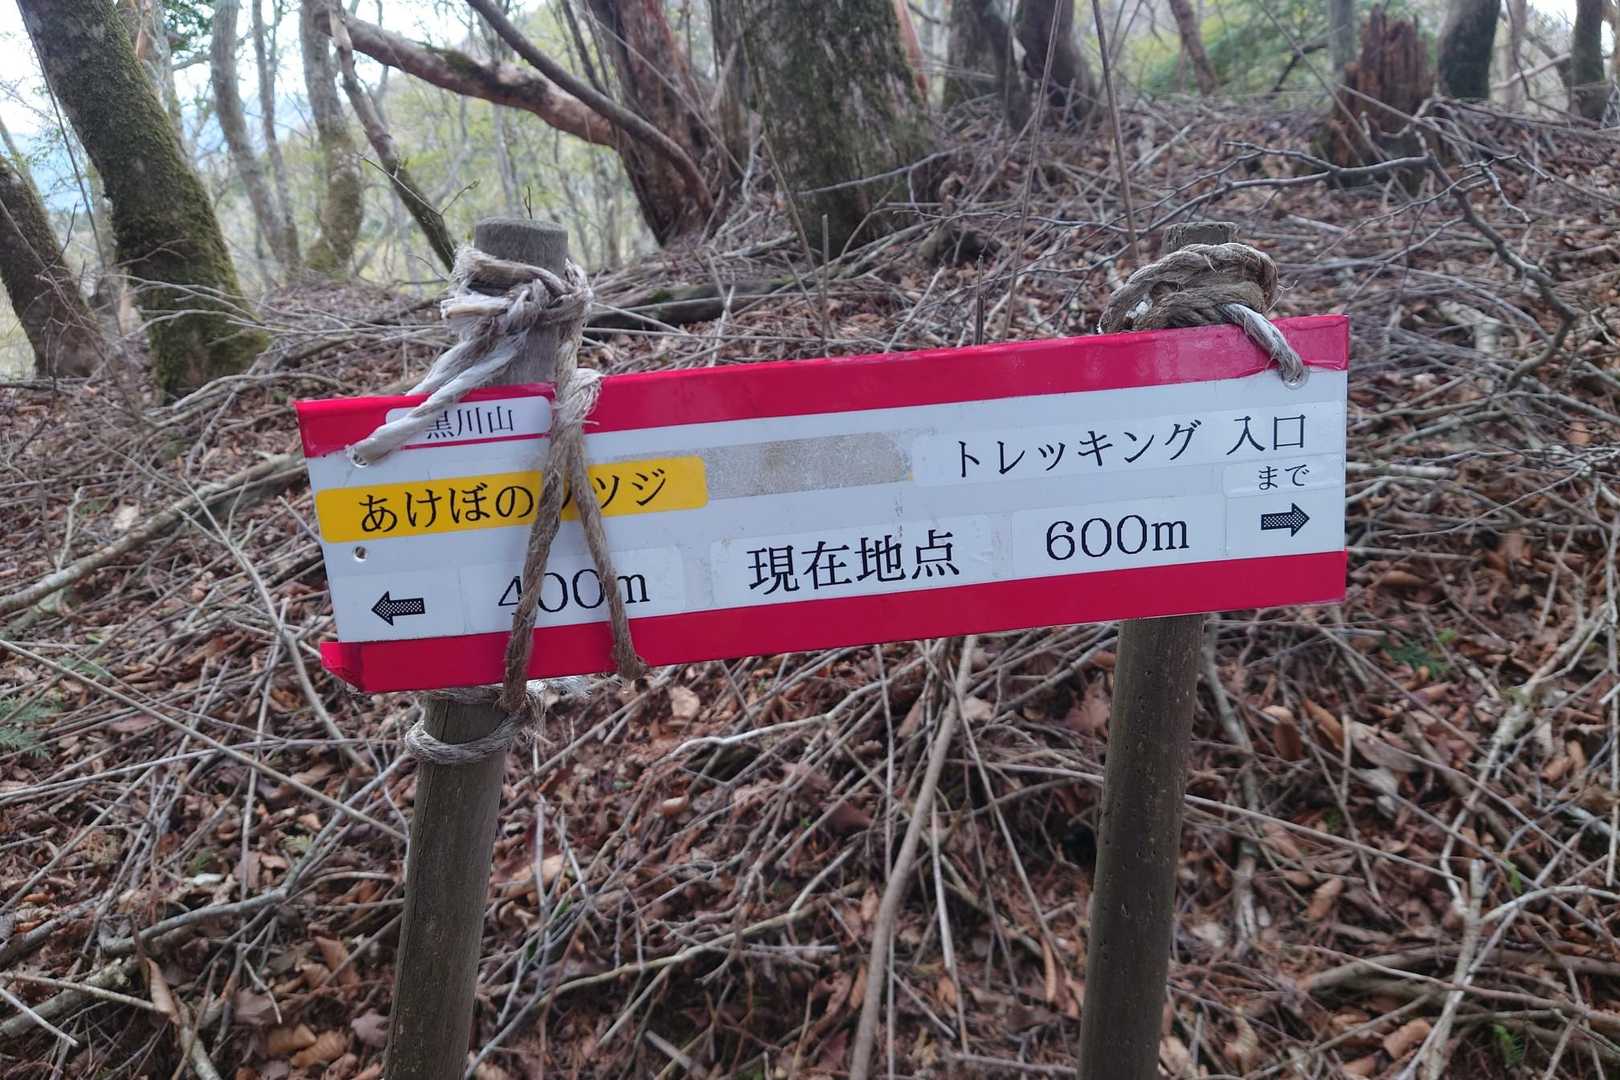 黒川山
トレッキング 入口
まで
あけぼのツツジ
← 400m 現在地点 600m →